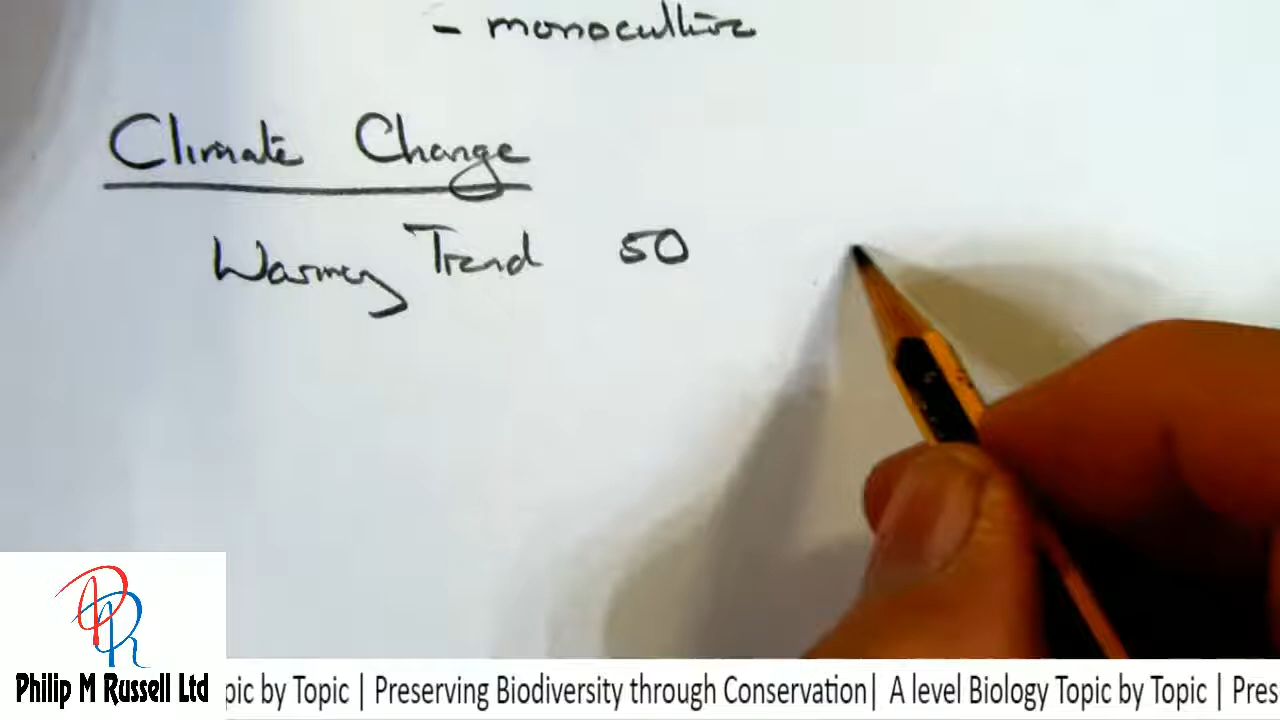 - monoculture
Climate Change
Warming Trend 50
Philip M Russell Ltd
pic by Topic | Preserving Biodiversity through Conservation| A level Biology Topic by Topic | Pres